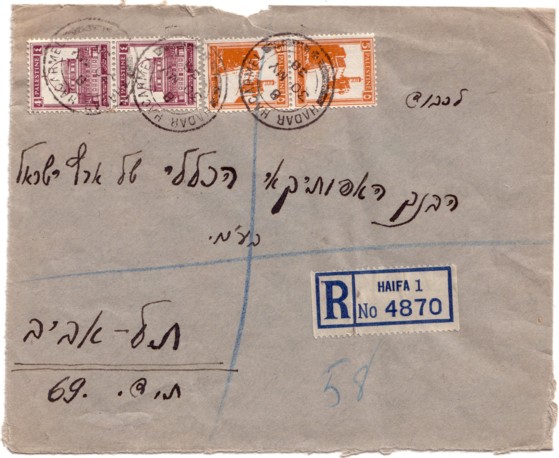 PALESTINE PALESTINE
HADAR HACARMEL
לכבוד
הבנק האפותיקאי הכללי של ארץ ישראל
בע״מ.
R HAIFA 1
No 4870
תל-אביב
ת.ד. 69.
58